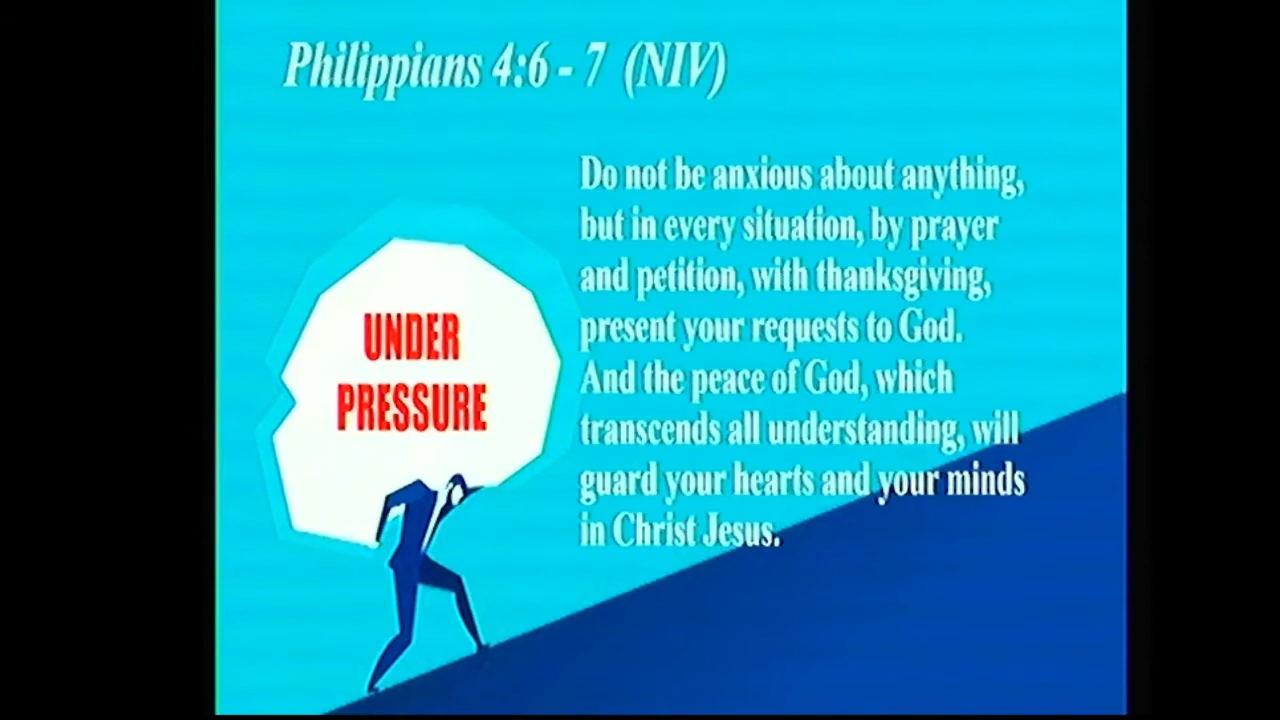 Philippians 4:6 - 7 (NIV)
Do not be anxious about anything,
but in every situation, by prayer
and petition, with thanksgiving,
present your requests to God.
And the peace of God, which
transcends all understanding, will
guard your hearts and your minds
in Christ Jesus.
UNDER
PRESSURE